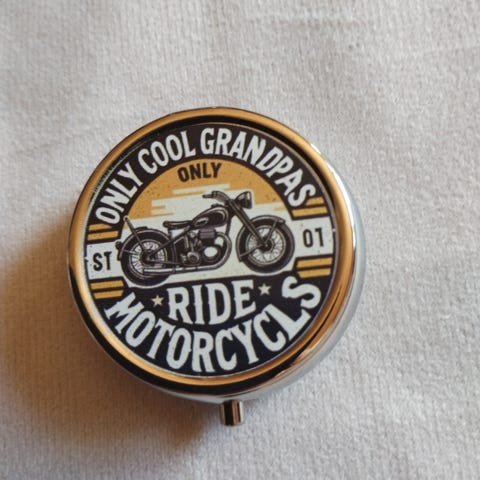 ONLY COOL GRANDPAS
ONLY
ST 01
RIDE
MOTORCYCLS